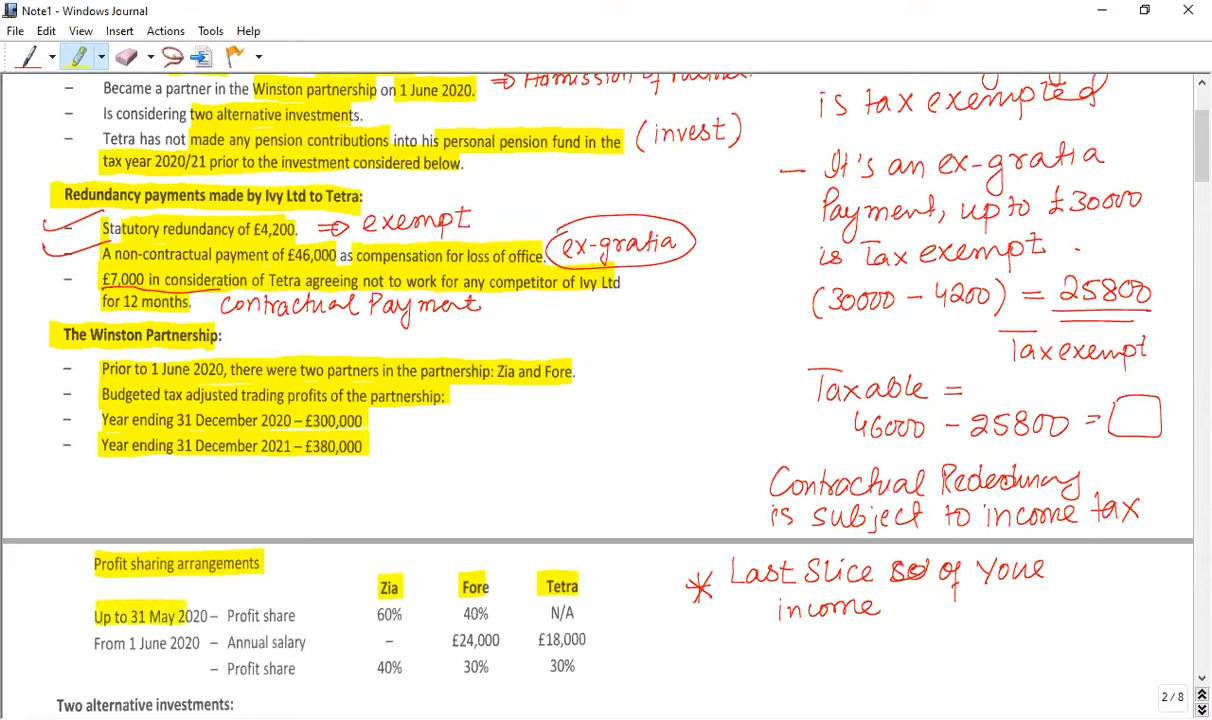 Note1 - Windows Journal
File Edit View Insert Actions Tools Help
- Became a partner in the Winston partnership on 1 June 2020.
- Is considering two alternative investments.
- Tetra has not made any pension contributions into his personal pension fund in the
tax year 2020/21 prior to the investment considered below.
(invest)
Redundancy payments made by Ivy Ltd to Tetra:
- Statutory redundancy of £4,200. ⇒ exempt
- A non-contractual payment of £46,000 as compensation for loss of office. ex-gratia
- £7,000 in consideration of Tetra agreeing not to work for any competitor of Ivy Ltd
for 12 months. contractual Payment
The Winston Partnership:
- Prior to 1 June 2020, there were two partners in the partnership: Zia and Fore.
- Budgeted tax adjusted trading profits of the partnership:
- Year ending 31 December 2020 – £300,000
- Year ending 31 December 2021 – £380,000
is tax exempted
- It's an ex-gratia
Payment, up to £30000
is Tax exempt .
(30000 - 4200) = 25800
Tax exempt
Taxable =
46000 - 25800 =
Contractual
is subject to income tax
Profit sharing arrangements
Zia Fore Tetra
Up to 31 May 2020 – Profit share 60% 40% N/A
From 1 June 2020 – Annual salary – £24,000 £18,000
– Profit share 40% 30% 30%
* Last Slice of Your
income
Two alternative investments:
2 / 8